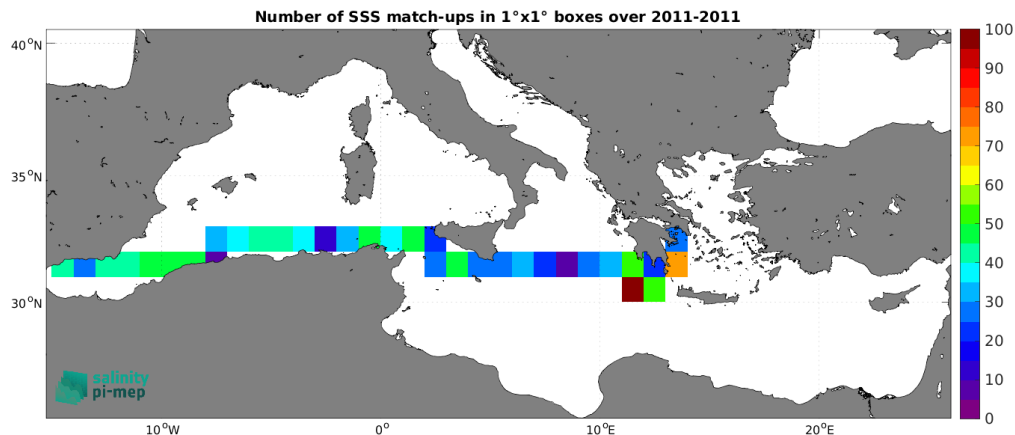 Number of SSS match-ups in 1°x1° boxes over 2011-2011
40°N
35°N
30°N
10°W
0°
10°E
20°E
100
90
80
70
60
50
40
30
20
10
0
salinity
pi-mep